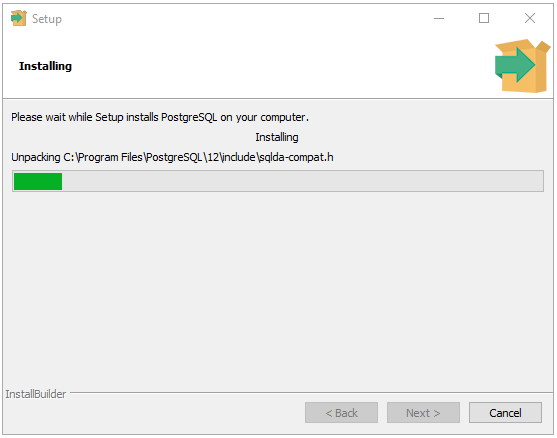 Setup
Installing
Please wait while Setup installs PostgreSQL on your computer.
Installing
Unpacking C:\Program Files\PostgreSQL\12\include\sqlda-compat.h
InstallBuilder
< Back
Next >
Cancel